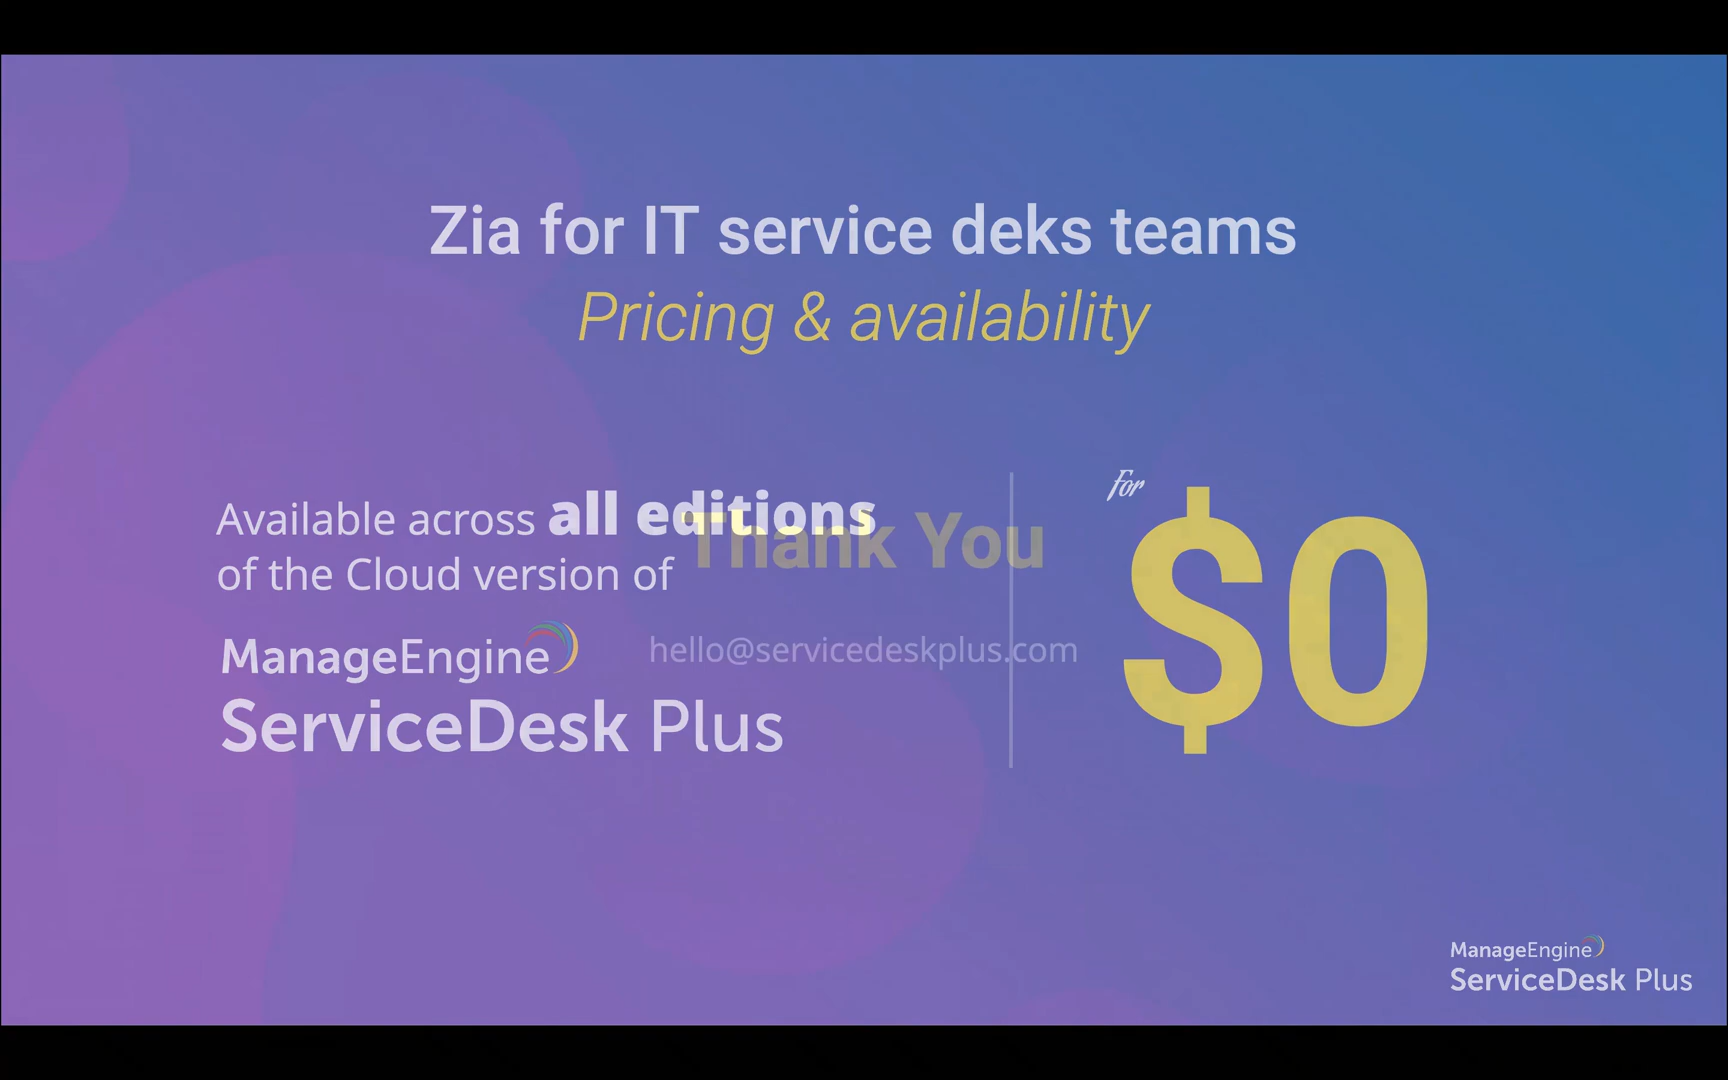 Zia for IT service deks teams
Pricing & availability
Available across all editions
of the Cloud version of
ManageEngine
ServiceDesk Plus
for
$0
Thank You
hello@servicedeskplus.com
ManageEngine
ServiceDesk Plus